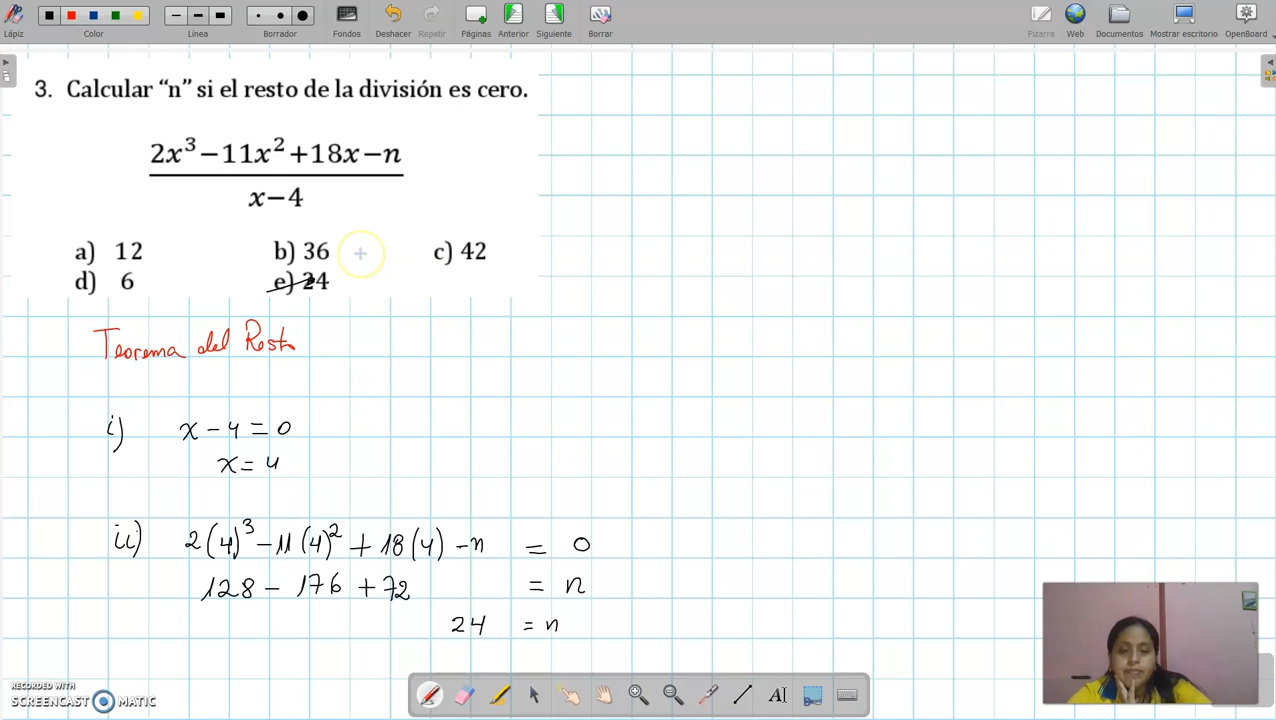 Lápiz
Color
Línea
Borrador
Fondos
Deshacer
Repetir
Páginas
Anterior
Siguiente
Borrar
Pizarra
Web
Documentos
Mostrar escritorio
OpenBoard
3. Calcular “n” si el resto de la división es cero.
2x³−11x²+18x−n
x−4
a) 12 b) 36 c) 42
d) 6 e) 24
Teorema del Resto
i) x − 4 = 0
x = 4
ii) 2(4)³ − 11(4)² + 18(4) − n = 0
128 − 176 + 72 = n
24 = n
RECORDED WITH
SCREENCAST MATIC